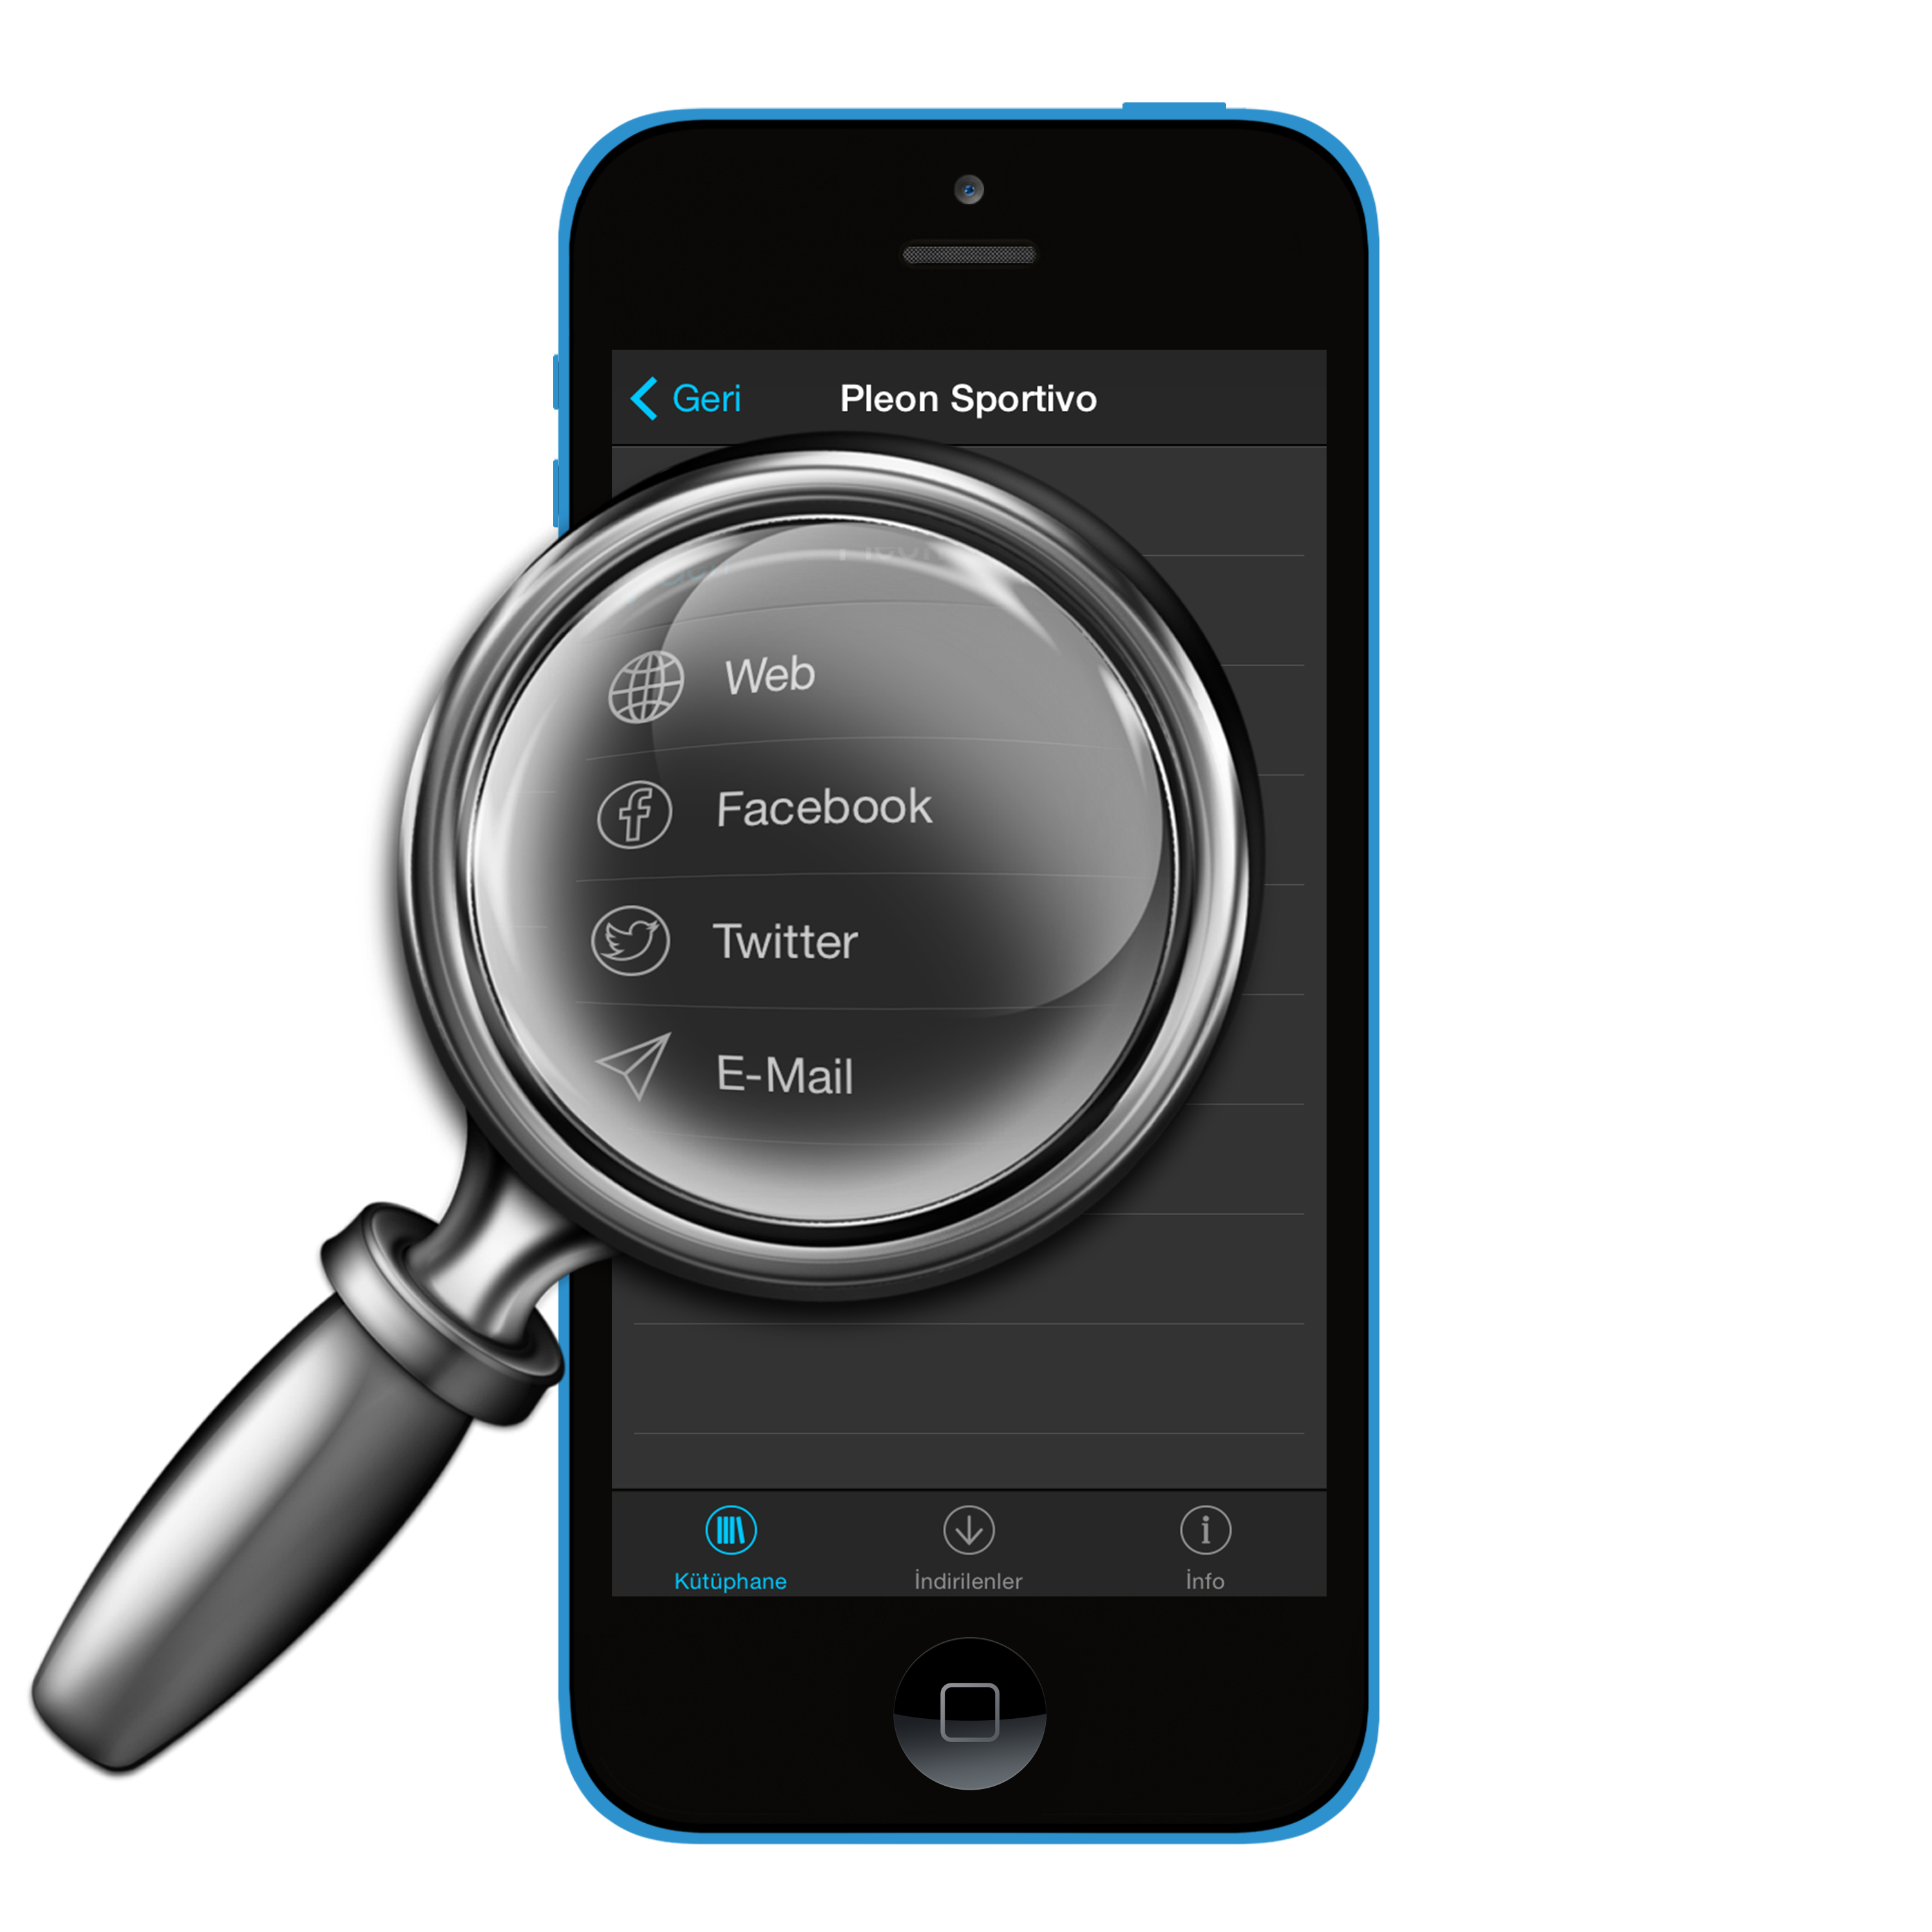 Geri
Pleon Sportivo
Web
Facebook
Twitter
E-Mail
Kütüphane
İndirilenler
İnfo